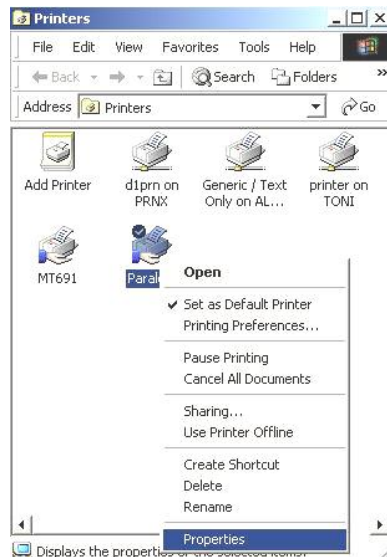 Printers
File Edit View Favorites Tools Help
Back Search Folders »
Address Printers Go
Add Printer
d1prn on
PRNX
Generic / Text
Only on AL...
printer on
TONI
MT691
Open
Set as Default Printer
Printing Preferences...
Pause Printing
Cancel All Documents
Sharing...
Use Printer Offline
Create Shortcut
Delete
Rename
Properties
Displays the properties of the selected items.